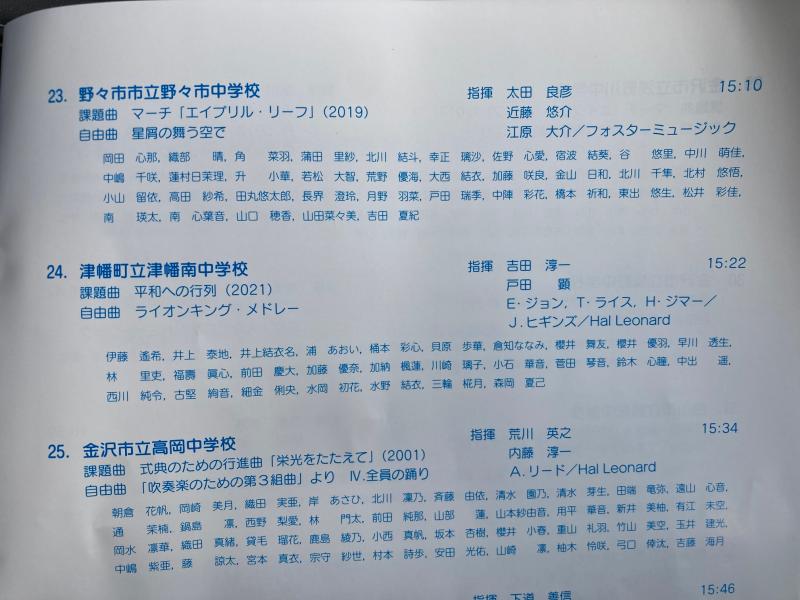 23. 野々市市立野々市中学校 指揮 太田 良彦 15:10
課題曲 マーチ「エイプリル・リーフ」（2019） 近藤 悠介
自由曲 星屑の舞う空で 江原 大介／フォスターミュージック
岡田 心那, 織部 晴, 角 菜羽, 蒲田 里紗, 北川 結斗, 幸正 璃沙, 佐野 心愛, 宿波 結葵, 谷 悠里, 中川 萌佳,
中嶋 千咲, 蓮村日茉理, 升 小華, 若松 大智, 荒野 優海, 大西 結衣, 加藤 咲良, 金山 日和, 北川 千隼, 北村 悠悟,
小山 留依, 高田 紗希, 田丸悠太郎, 長界 澄玲, 月野 羽菜, 戸田 瑞季, 中陣 彩花, 橋本 祈和, 東出 悠生, 松井 彩佳,
南 瑛太, 南 心葉音, 山口 穂香, 山田菜々美, 吉田 夏紀
24. 津幡町立津幡南中学校 指揮 吉田 淳一 15:22
課題曲 平和への行列（2021） 戸田 顕
自由曲 ライオンキング・メドレー E・ジョン, T・ライス, H・ジマー／
J. ヒギンズ／Hal Leonard
伊藤 遙希, 井上 泰地, 井上結衣名, 浦 あおい, 桶本 彩心, 貝原 歩華, 倉知ななみ, 櫻井 舞友, 櫻井 優羽, 早川 透生,
林 里吏, 福壽 眞心, 前田 慶大, 加藤 優奈, 加納 楓蓮, 川崎 璃子, 小石 華音, 菅田 琴音, 鈴木 心瞳, 中出 遥,
西川 純令, 古堅 絢音, 細金 俐央, 水岡 初花, 水野 結衣, 三輪 椛月, 森岡 夏己
25. 金沢市立高岡中学校 指揮 荒川 英之 15:34
課題曲 式典のための行進曲「栄光をたたえて」（2001） 内藤 淳一
自由曲 「吹奏楽のための第3組曲」より Ⅳ.全員の踊り A. リード／Hal Leonard
朝倉 花帆, 岡崎 美月, 織田 実亜, 岸 あさひ, 北川 凜乃, 斉藤 由依, 清水 園乃, 清水 芽生, 田端 竜弥, 遠山 心音,
通 茉楠, 鍋島 凛, 西野 梨愛, 林 門太, 前田 純那, 山部 蓮, 山本紗由音, 用平 華音, 新井 美柚, 有江 未空,
岡水 凛華, 織田 真緒, 貸毛 瑠花, 鹿島 綾乃, 小西 真帆, 坂本 杏樹, 櫻井 小春, 重山 礼羽, 竹山 美空, 玉井 建光,
中嶋 紫亜, 藤 諒太, 宮本 真衣, 宗守 紗世, 村本 詩歩, 安田 光佑, 山崎 凛, 柚木 怜咲, 弓口 倖汰, 吉藤 海月
15:46
指揮 下道 善信